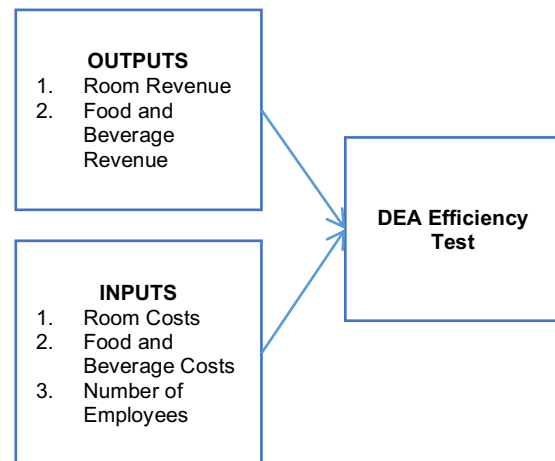 OUTPUTS
1. Room Revenue
2. Food and
Beverage
Revenue
DEA Efficiency
Test
INPUTS
1. Room Costs
2. Food and
Beverage Costs
3. Number of
Employees